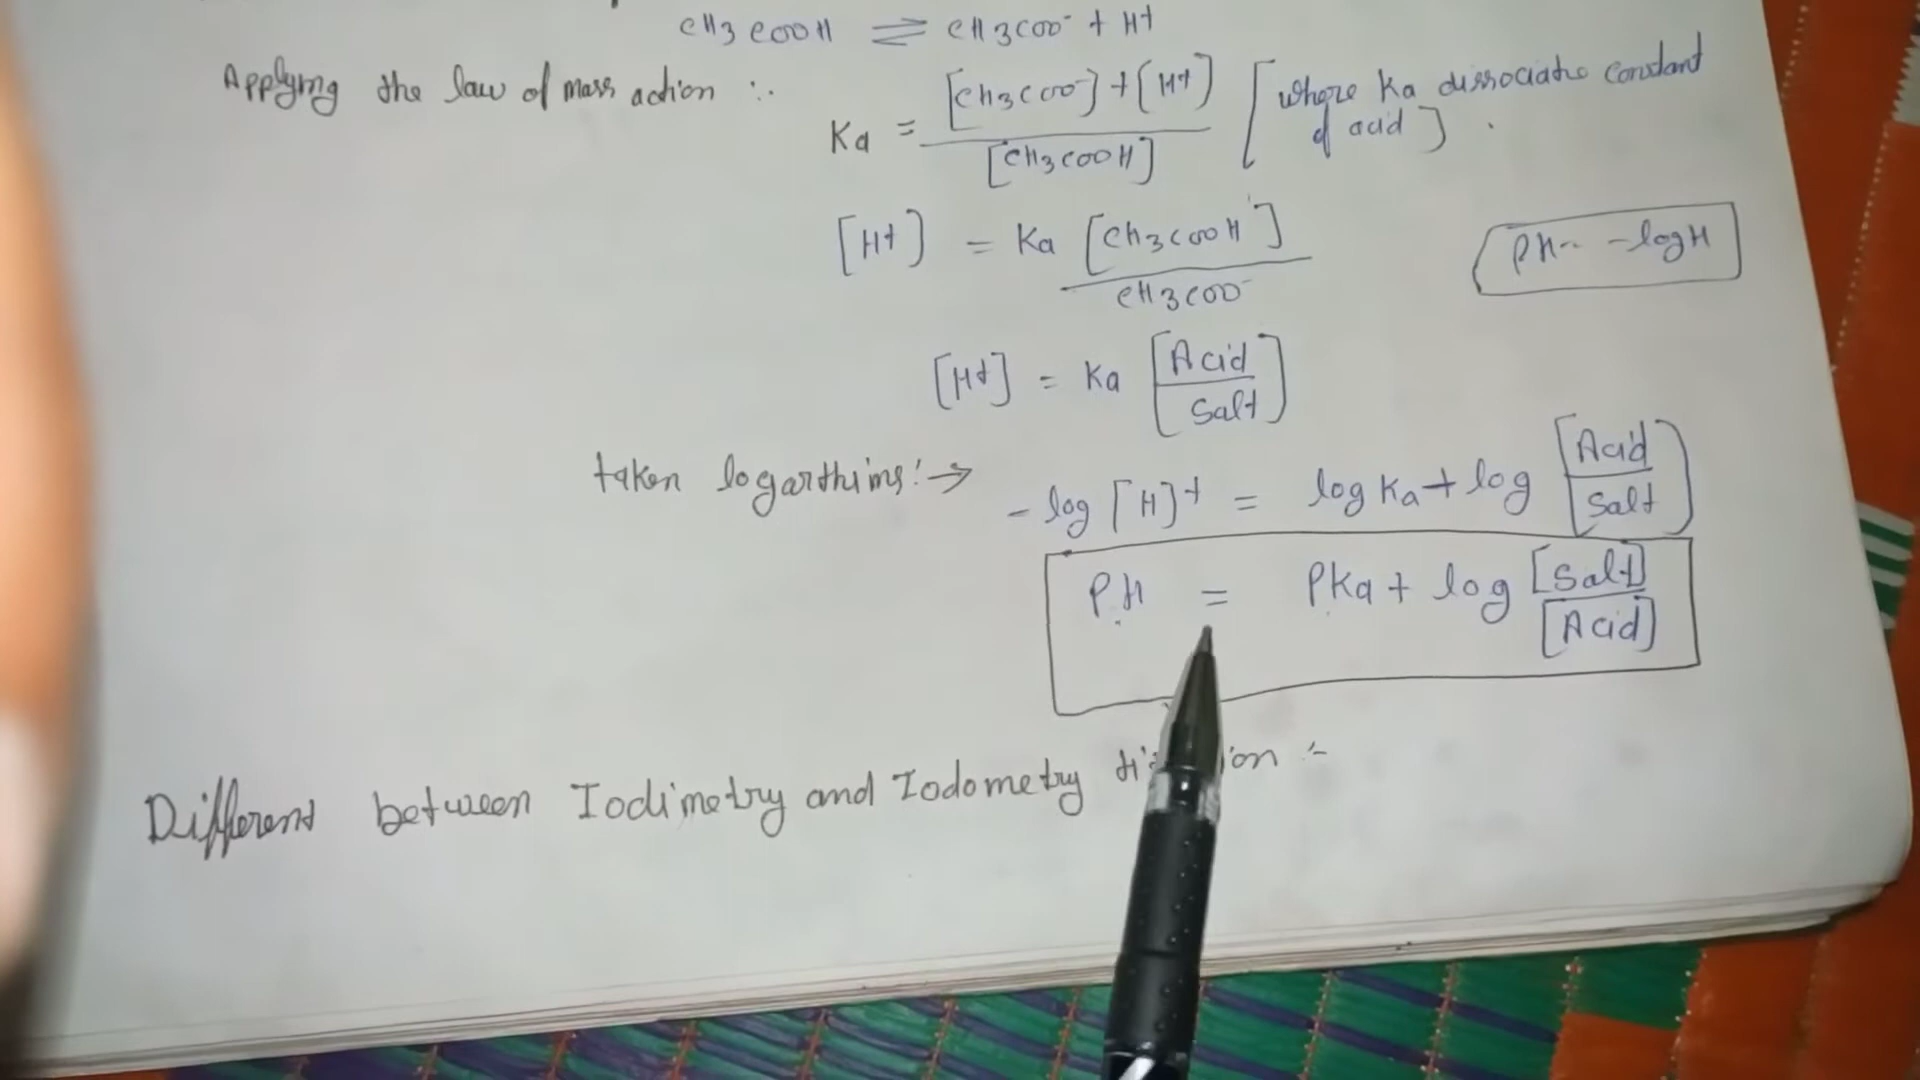 CH3COOH ⇌ CH3COO⁻ + H+
Applying the law of mass action :.
Ka = [CH3COO⁻] + [H+] / [CH3COOH] [where Ka dissociatio constant of acid] .
[H+] = Ka [CH3COOH] / CH3COO⁻
PH = -logH
[H+] = Ka [Acid / Salt]
taken logarthims:→
-log [H]+ = log Ka + log [Acid / Salt]
PH = PKa + log [Salt] / [Acid]
Different between Iodimetry and Iodometry :-